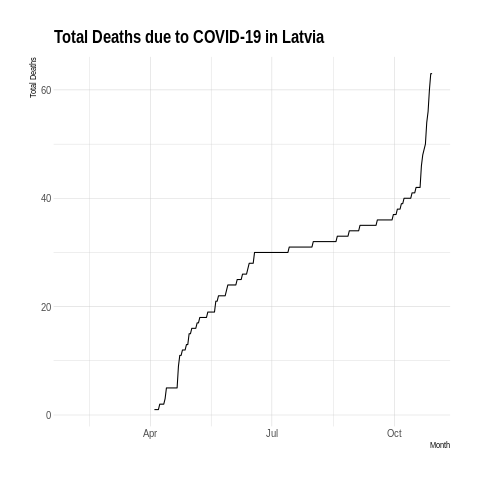 Total Deaths due to COVID-19 in Latvia
Total Deaths
60
40
20
0
Apr
Jul
Oct
Month